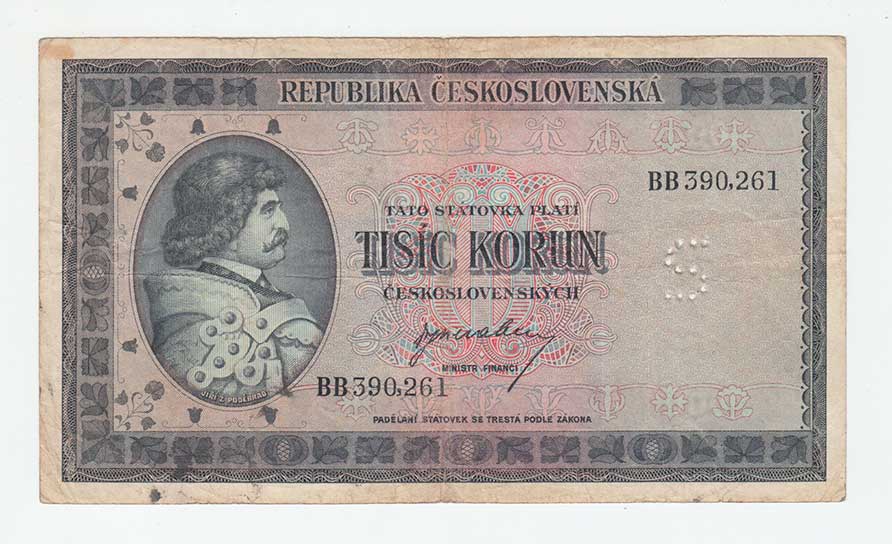 REPUBLIKA ČESKOSLOVENSKÁ
BB 390,261
TATO STATOVKA PLATÍ
TISÍC KORUN
ČESKOSLOVENSKÝCH
MINISTR FINANCÍ
BB 390,261
JIŘÍ Z PODĚBRAD
PADĚLÁNÍ STATOVEK SE TRESTÁ PODLE ZÁKONA
S